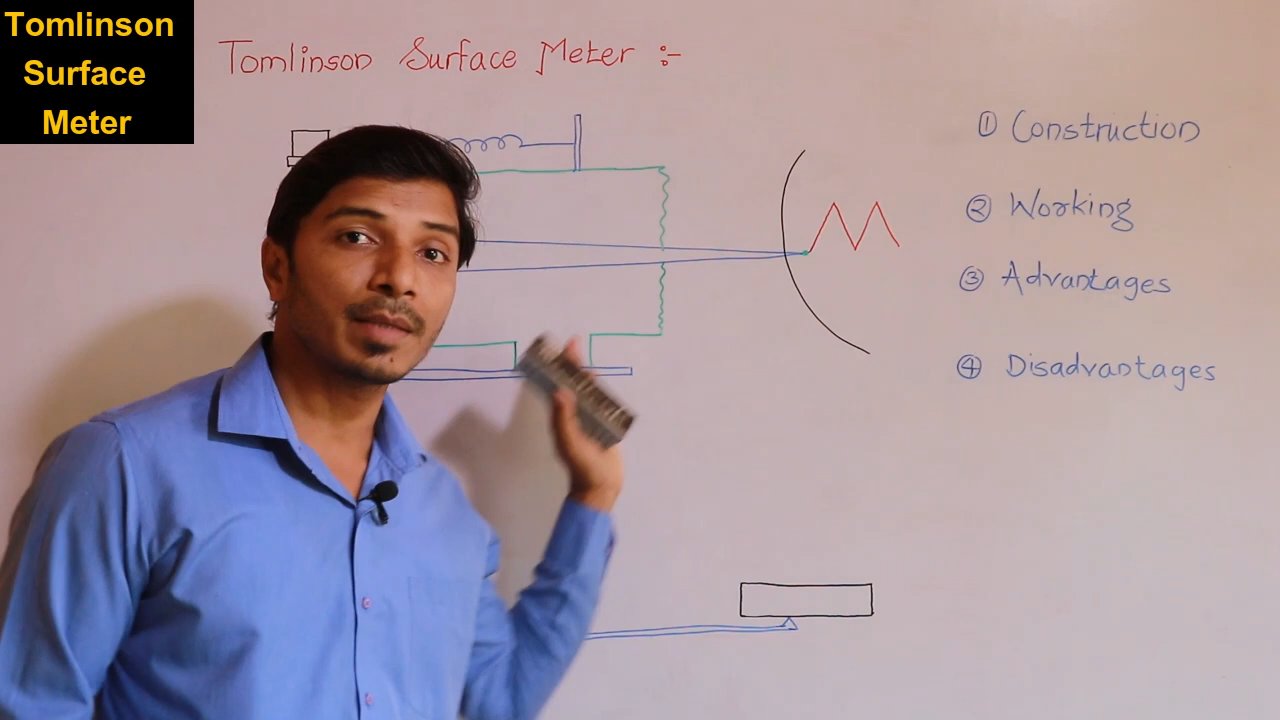 Tomlinson
Surface
Meter
Tomlinson Surface Meter :-
① Construction
② Working
③ Advantages
④ Disadvantages